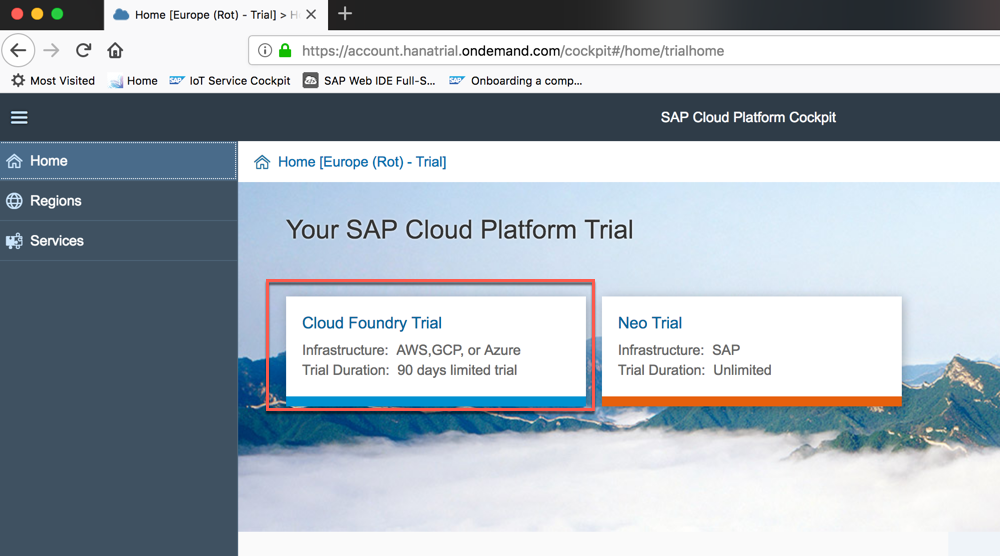 Home [Europe (Rot) - Trial] > H
https://account.hanatrial.ondemand.com/cockpit#/home/trialhome
Most Visited Home SAP IoT Service Cockpit SAP Web IDE Full-S... SAP Onboarding a comp...
SAP Cloud Platform Cockpit
Home
Home [Europe (Rot) - Trial]
Regions
Services
Your SAP Cloud Platform Trial
Cloud Foundry Trial
Infrastructure: AWS,GCP, or Azure
Trial Duration: 90 days limited trial
Neo Trial
Infrastructure: SAP
Trial Duration: Unlimited